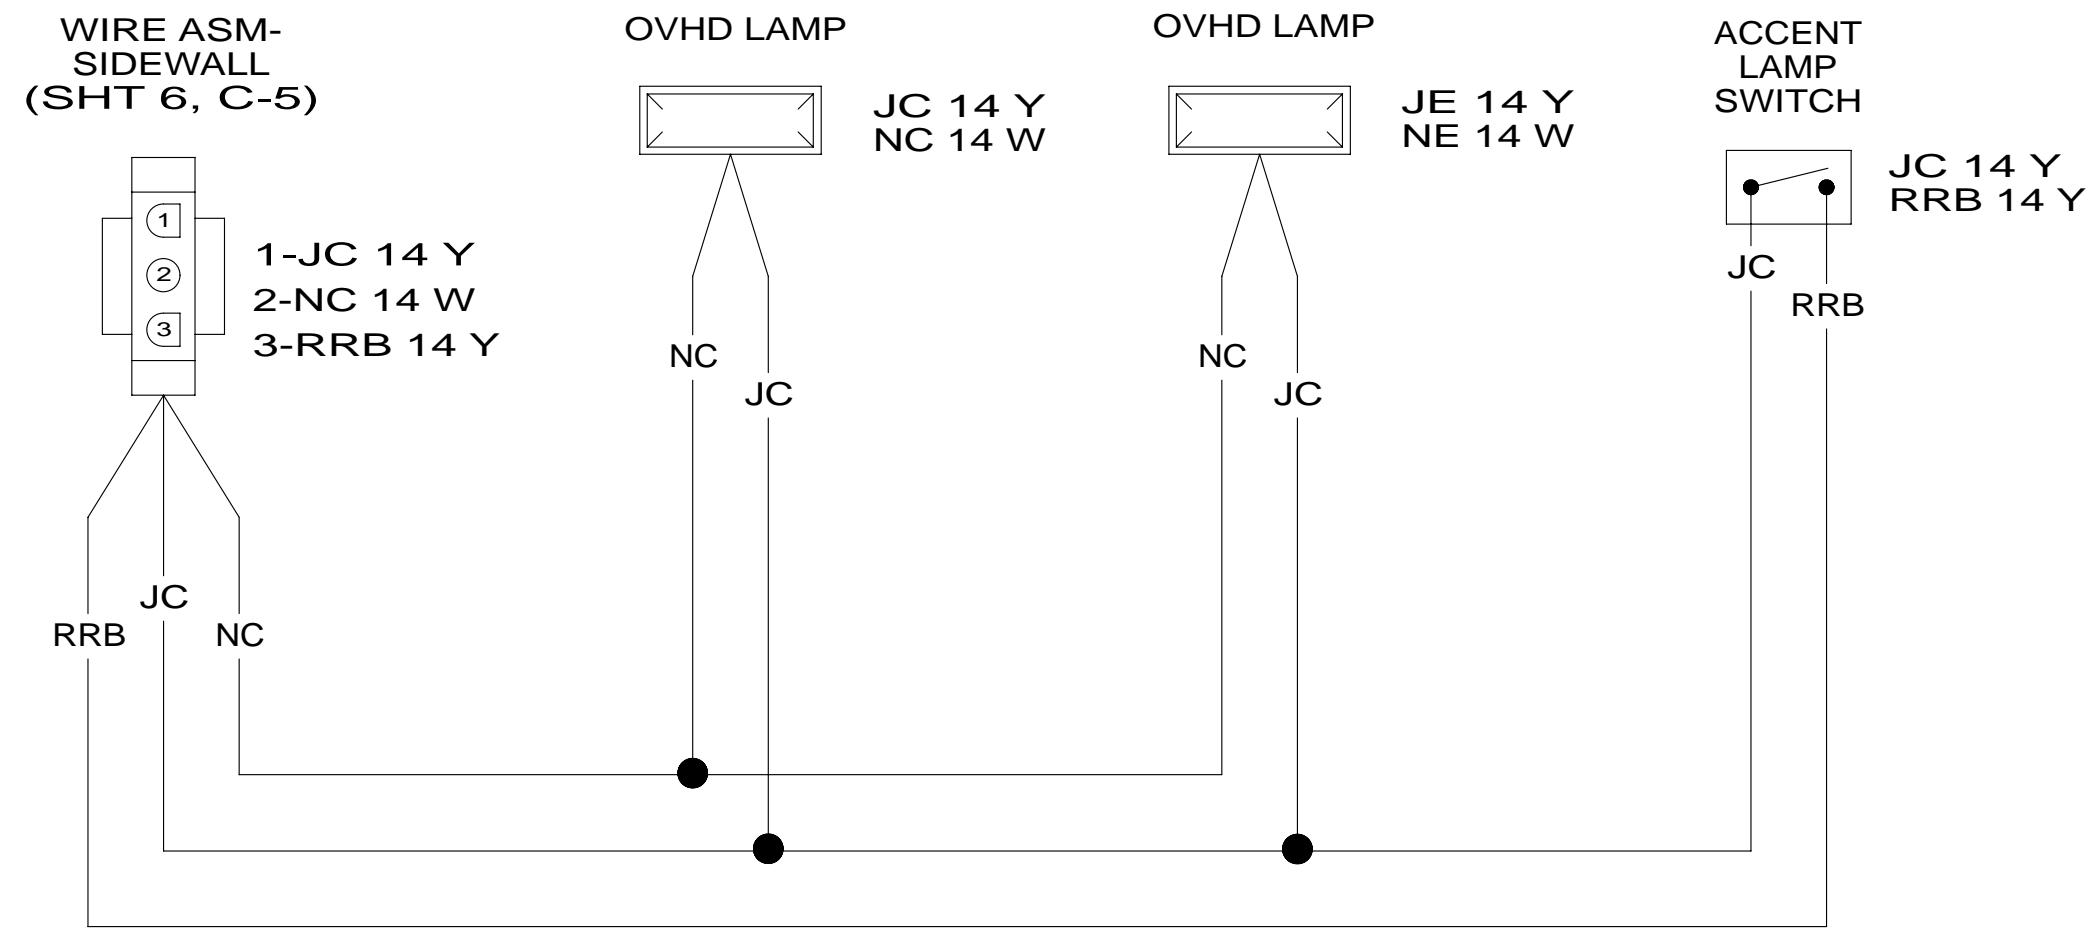 WIRE ASM-
SIDEWALL
(SHT 6, C-5)
OVHD LAMP
OVHD LAMP
ACCENT
LAMP
SWITCH
JC 14 Y
NC 14 W
JE 14 Y
NE 14 W
JC 14 Y
RRB 14 Y
1
2
3
1-JC 14 Y
2-NC 14 W
3-RRB 14 Y
JC
RRB
NC
JC
NC
JC
JC
RRB
NC